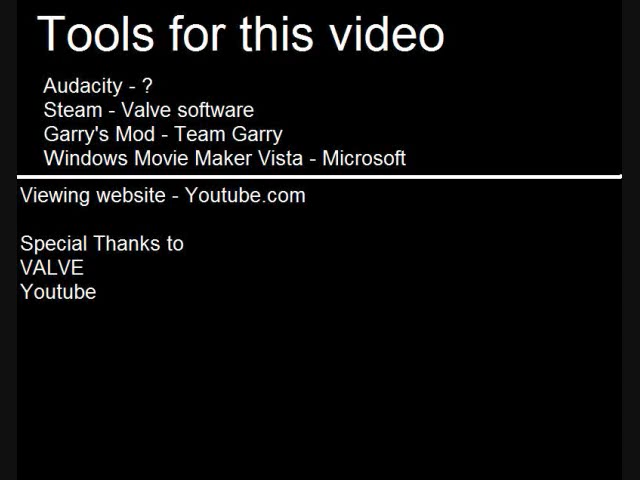 Tools for this video
Audacity - ?
Steam - Valve software
Garry's Mod - Team Garry
Windows Movie Maker Vista - Microsoft
Viewing website - Youtube.com
Special Thanks to
VALVE
Youtube